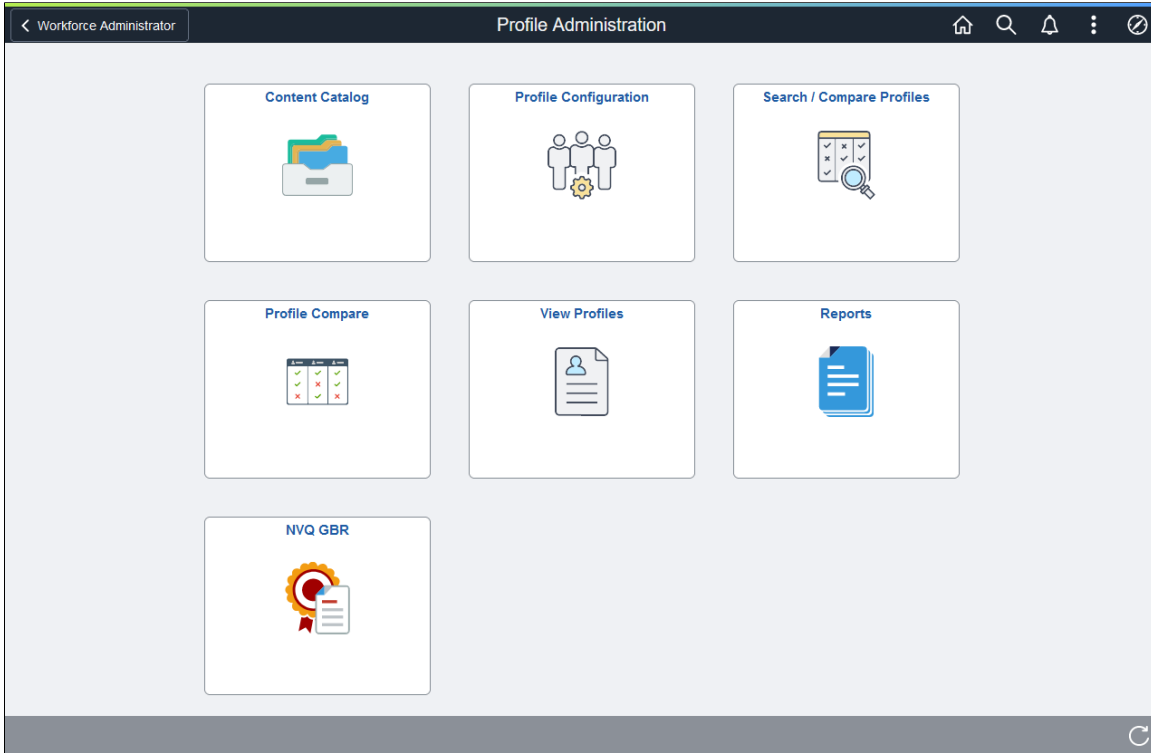 Workforce Administrator
Profile Administration
Content Catalog
Profile Configuration
Search / Compare Profiles
Profile Compare
View Profiles
Reports
NVQ GBR